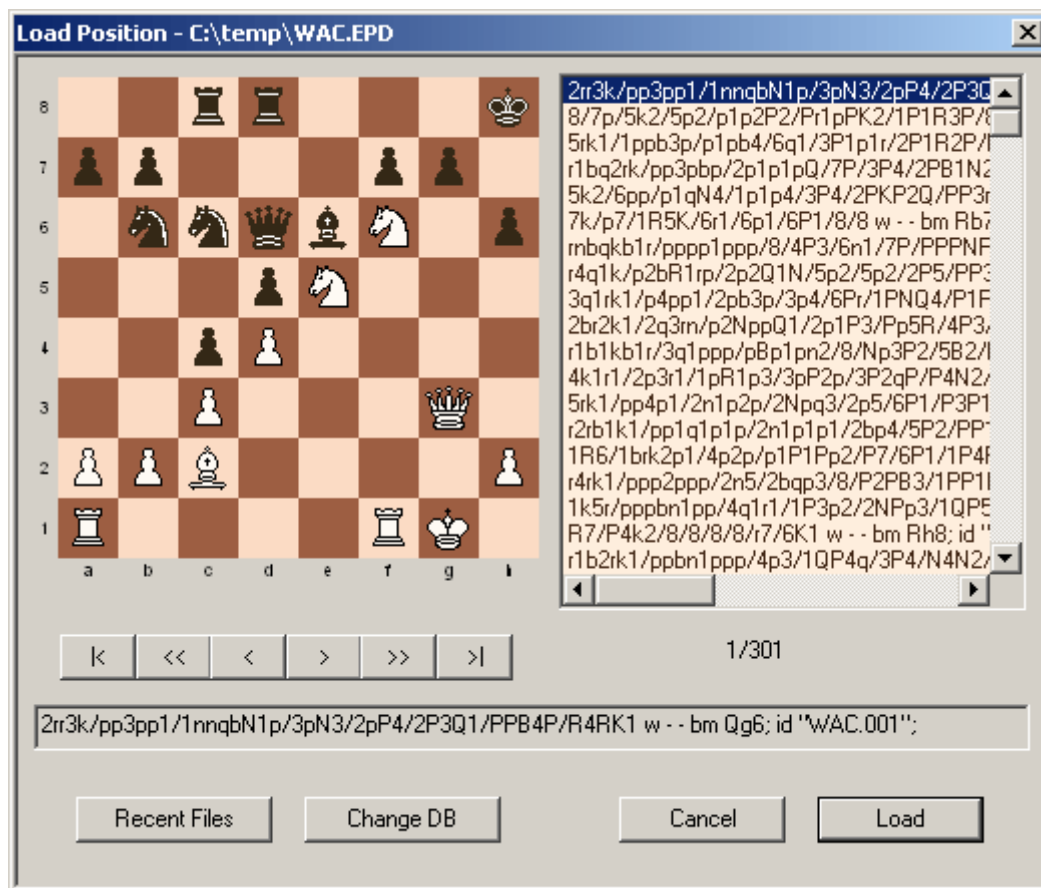 Load Position - C:\temp\WAC.EPD
8
7
6
5
4
3
2
1
a b c d e f g h
2rr3k/pp3pp1/1nnqbN1p/3pN3/2pP4/2P3Q
8/7p/5k2/5p2/p1p2P2/Pr1pPK2/1P1R3P/8
5rk1/1ppb3p/p1pb4/6q1/3P1p1r/2P1R2P/
r1bq2rk/pp3pbp/2p1p1pQ/7P/3P4/2PB1N2
5k2/6pp/p1qN4/1p1p4/3P4/2PKP2Q/PP3r
7k/p7/1R5K/6r1/6p1/6P1/8/8 w - - bm Rb7
rnbqkb1r/pppp1ppp/8/4P3/6n1/7P/PPPNP
r4q1k/p2bR1rp/2p2Q1N/5p2/5p2/2P5/PP3
3q1rk1/p4pp1/2pb3p/3p4/6Pr/1PNQ4/P1P
2br2k1/2q3rn/p2NppQ1/2p1P3/Pp5R/4P3/
r1b1kb1r/3q1ppp/pBp1pn2/8/Np3P2/5B2/
4k1r1/2p3r1/1pR1p3/3pP2p/3P2qP/P4N2/
5rk1/pp4p1/2n1p2p/2Npq3/2p5/6P1/P3P1
r2rb1k1/pp1q1p1p/2n1p1p1/2bp4/5P2/PP1
1R6/1brk2p1/4p2p/p1P1Pp2/P7/6P1/1P4P
r4rk1/ppp2ppp/2n5/2bqp3/8/P2PB3/1PP1
1k5r/pppbn1pp/4q1r1/1P3p2/2NPp3/1QP5
R7/P4k2/8/8/8/8/r7/6K1 w - - bm Rh8; id "
r1b2rk1/ppbn1ppp/4p3/1QP4q/3P4/N4N2/
|< << < > >> >|
1/301
2rr3k/pp3pp1/1nnqbN1p/3pN3/2pP4/2P3Q1/PPB4P/R4RK1 w - - bm Qg6; id "WAC.001";
Recent Files Change DB Cancel Load